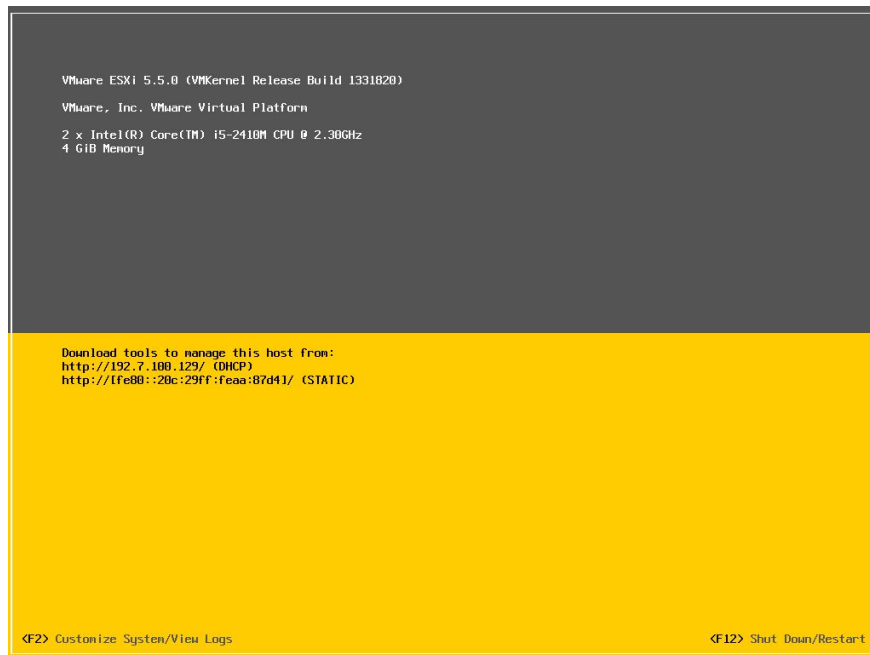 VMware ESXi 5.5.0 (VMKernel Release Build 1331820)
VMware, Inc. VMware Virtual Platform
2 x Intel(R) Core(TM) i5-2410M CPU @ 2.30GHz
4 GiB Memory
Download tools to manage this host from:
http://192.7.100.129/ (DHCP)
http://[fe80::20c:29ff:feaa:87d4]/ (STATIC)
<F2> Customize System/View Logs
<F12> Shut Down/Restart